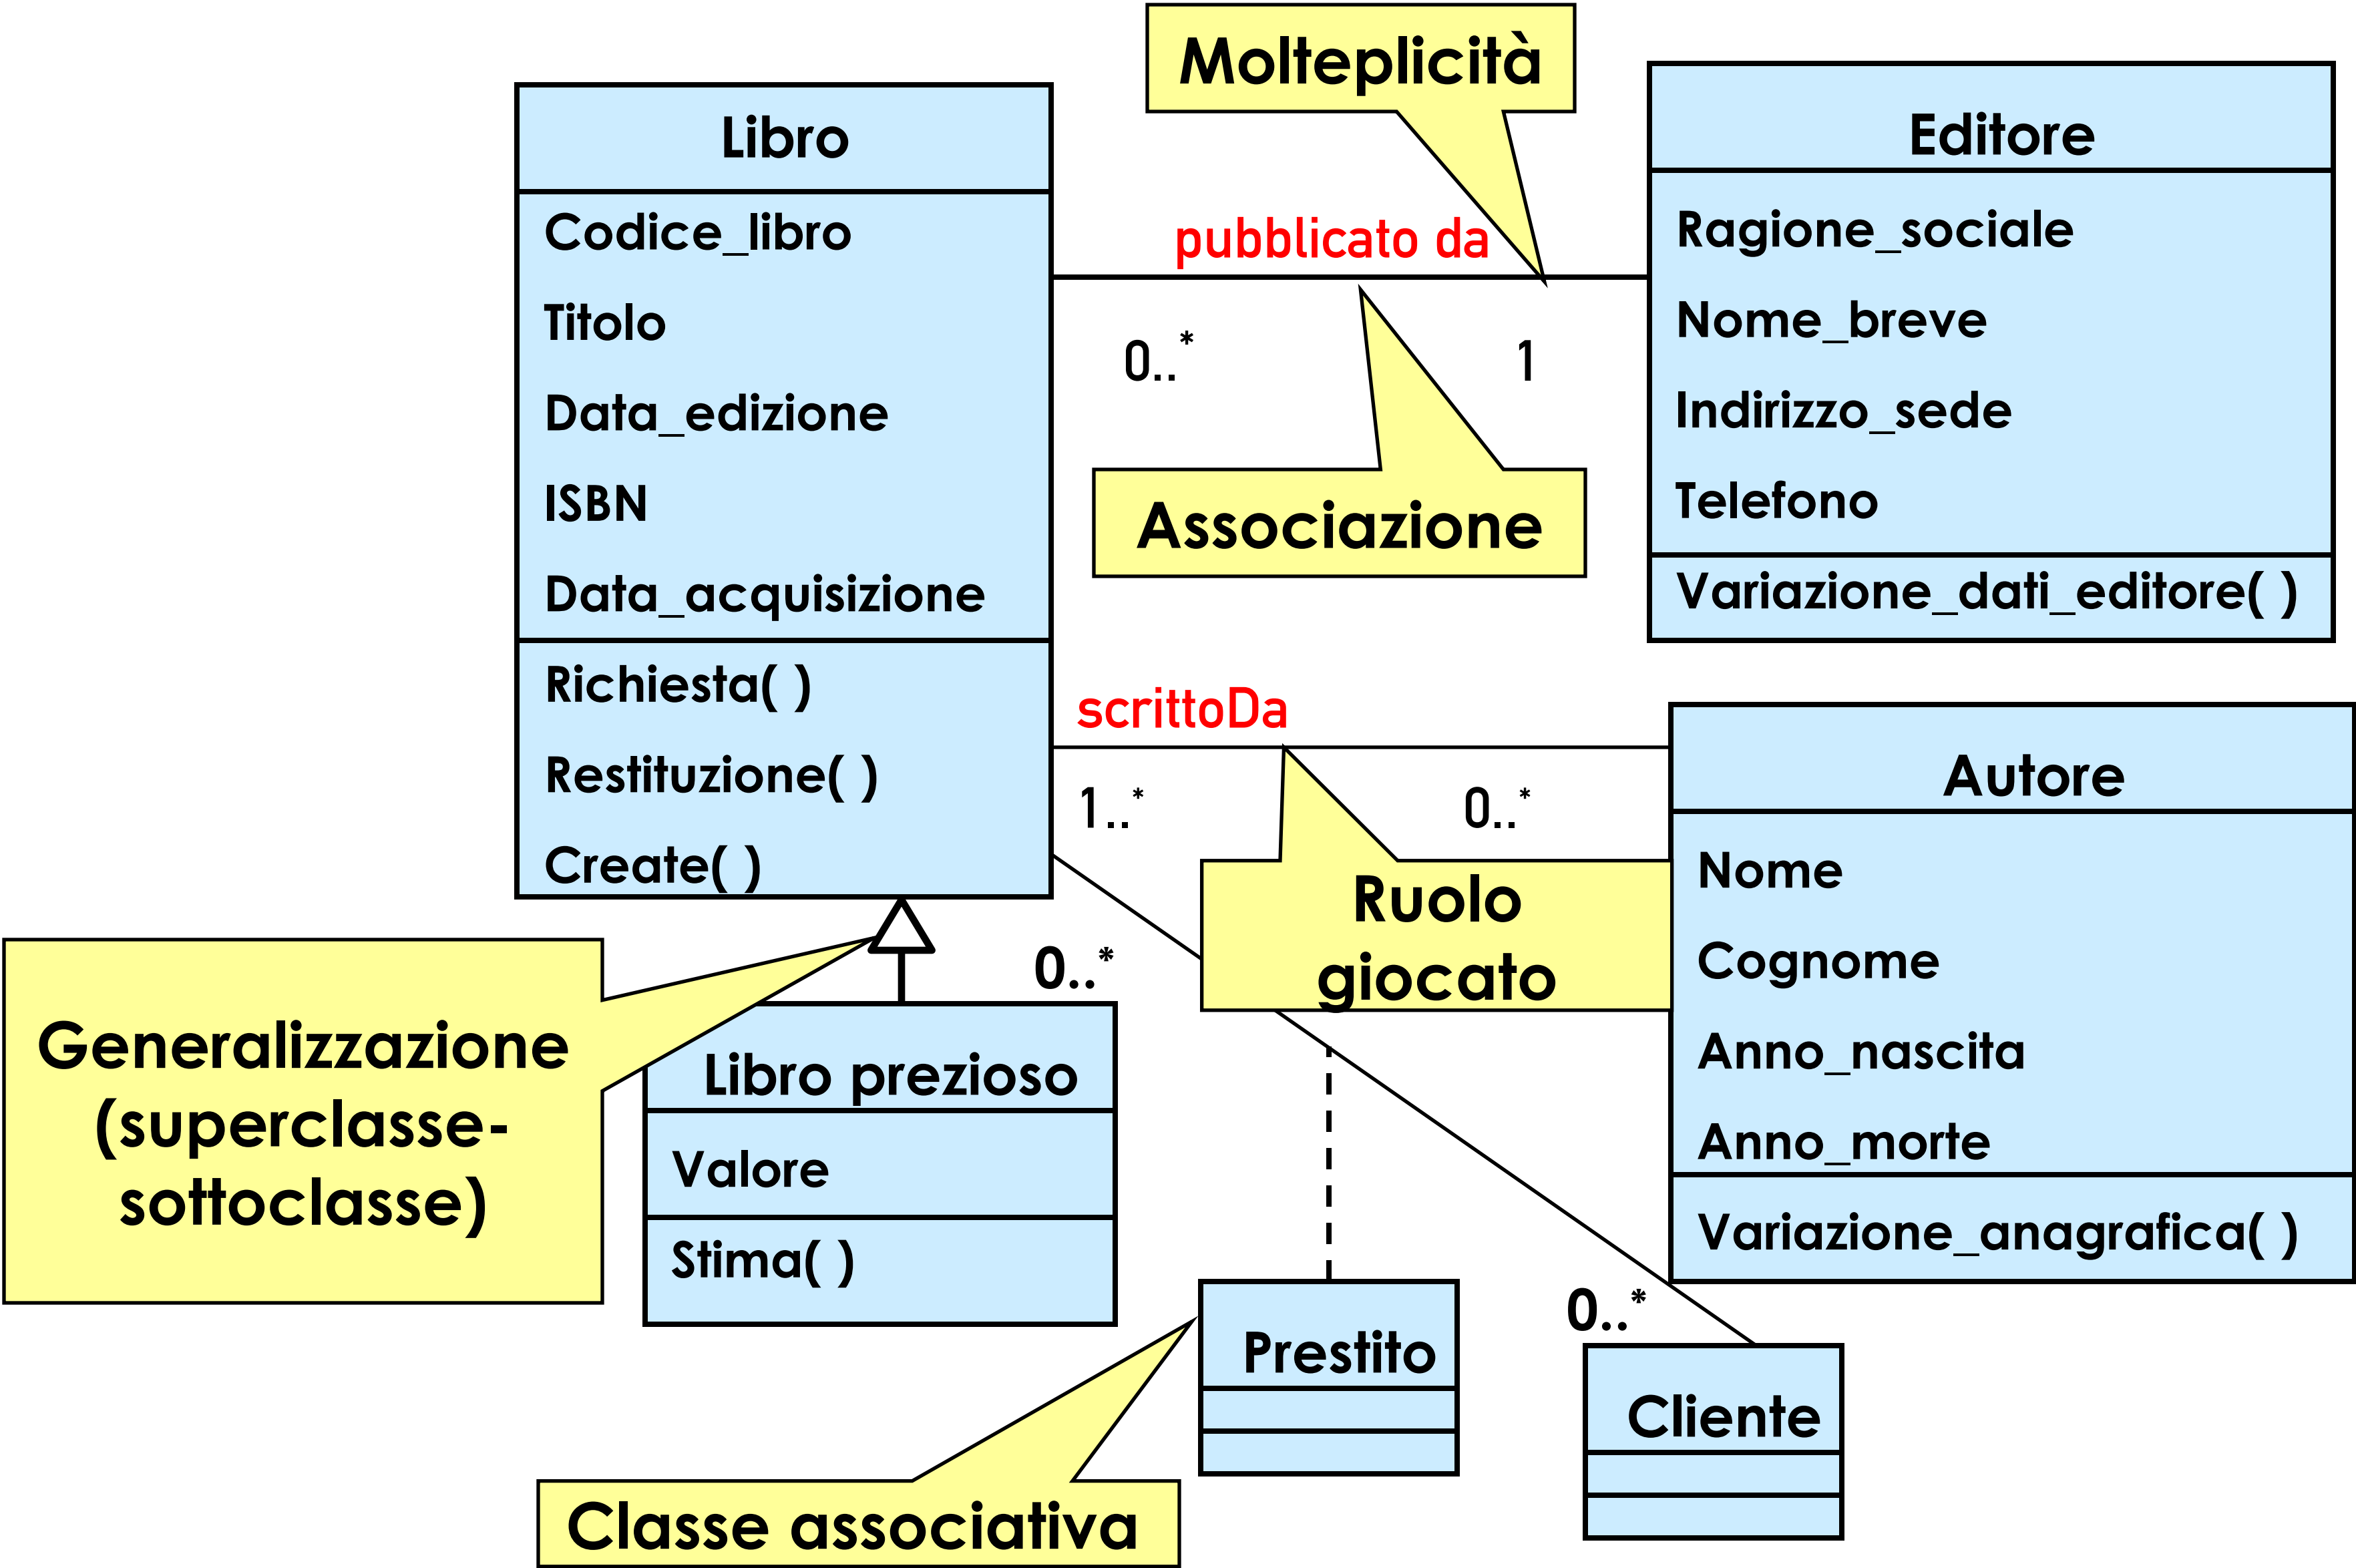 Molteplicità
Libro
Codice_libro
Titolo
Data_edizione
ISBN
Data_acquisizione
Richiesta( )
Restituzione( )
Create( )
pubblicato da
0..*
1
Associazione
Editore
Ragione_sociale
Nome_breve
Indirizzo_sede
Telefono
Variazione_dati_editore( )
scrittoDa
1..*
0..*
Ruolo
giocato
Autore
Nome
Cognome
Anno_nascita
Anno_morte
Variazione_anagrafica( )
Generalizzazione
(superclasse-
sottoclasse)
0..*
Libro prezioso
Valore
Stima( )
0..*
Prestito
Cliente
Classe associativa